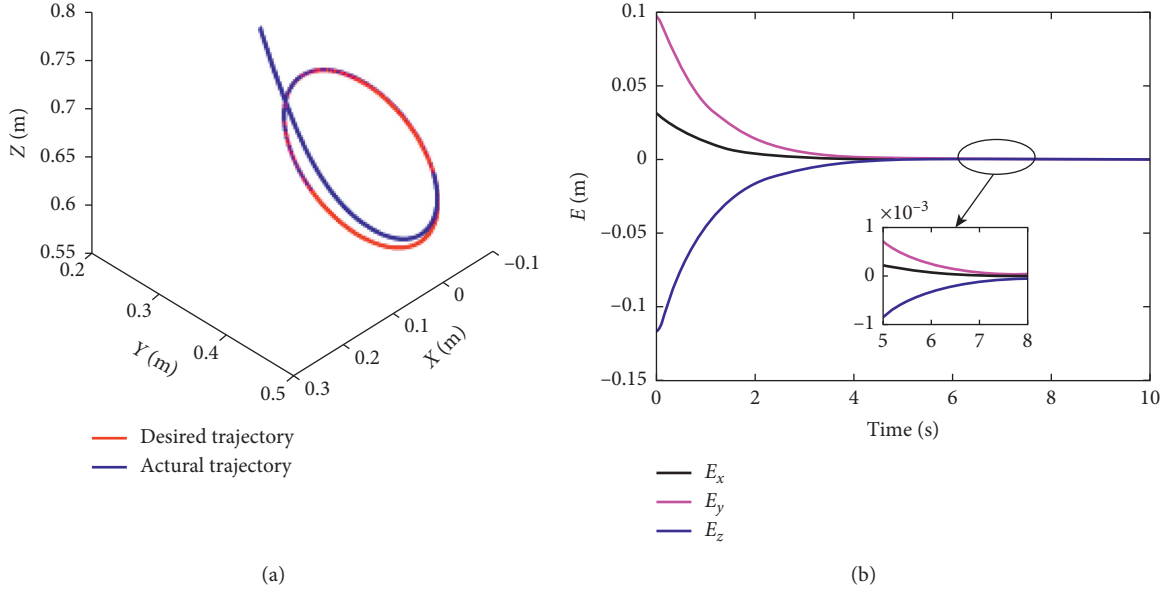 0.8
0.75
0.7
0.65
0.6
0.55
Z (m)
0.2
0.3
0.4
0.5
Y (m)
0.3
0.2
0.1
0
–0.1
X (m)
Desired trajectory
Actural trajectory
(a)
0.1
0.05
0
–0.05
–0.1
–0.15
E (m)
0 2 4 6 8 10
Time (s)
×10⁻³
1
0
–1
5 6 7 8
Eₓ
E_y
E_z
(b)